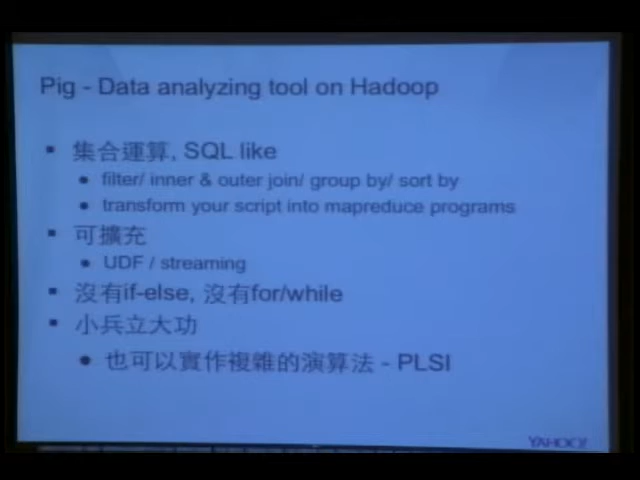 Pig - Data analyzing tool on Hadoop
集合運算, SQL like
filter/ inner & outer join/ group by/ sort by
transform your script into mapreduce programs
可擴充
UDF / streaming
沒有if-else, 沒有for/while
小兵立大功
也可以實作複雜的演算法 - PLSI
YAHOO!